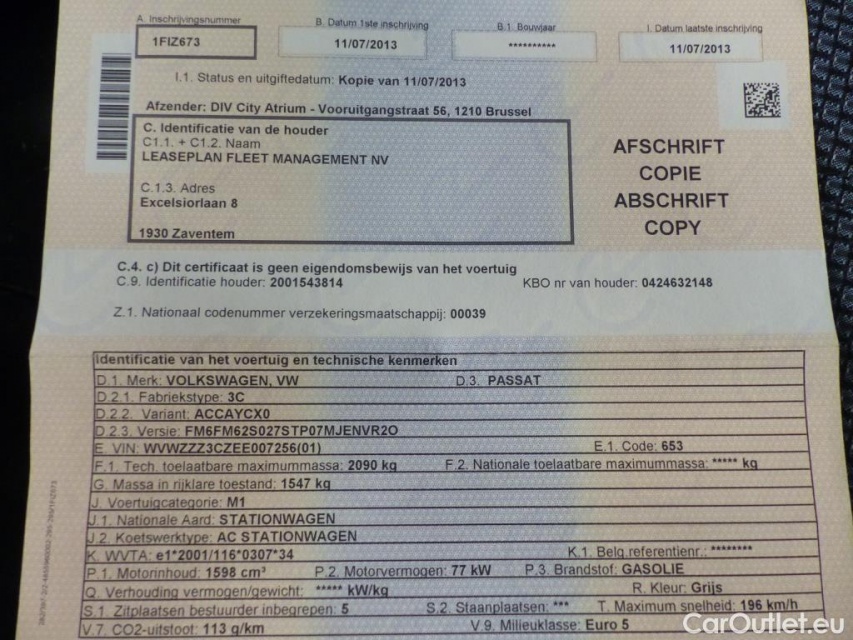 A. Inschrijvingsnummer B. Datum 1ste inschrijving B.1. Bouwjaar I. Datum laatste inschrijving
1FIZ673 11/07/2013 ********** 11/07/2013
I.1. Status en uitgiftedatum: Kopie van 11/07/2013
Afzender: DIV City Atrium - Vooruitgangstraat 56, 1210 Brussel
C. Identificatie van de houder
C1.1. + C1.2. Naam
LEASEPLAN FLEET MANAGEMENT NV
C.1.3. Adres
Excelsiorlaan 8
1930 Zaventem
AFSCHRIFT
COPIE
ABSCHRIFT
COPY
C.4. c) Dit certificaat is geen eigendomsbewijs van het voertuig
C.9. Identificatie houder: 2001543814 KBO nr van houder: 0424632148
Z.1. Nationaal codenummer verzekeringsmaatschappij: 00039
Identificatie van het voertuig en technische kenmerken
D.1. Merk: VOLKSWAGEN, VW D.3. PASSAT
D.2.1. Fabriekstype: 3C
D.2.2. Variant: ACCAYCX0
D.2.3. Versie: FM6FM62S027STP07MJENVR2O
E. VIN: WVWZZZ3CZEE007256(01) E.1. Code: 653
F.1. Tech. toelaatbare maximummassa: 2090 kg F.2. Nationale toelaatbare maximummassa: ***** kg
G. Massa in rijklare toestand: 1547 kg
J. Voertuigcategorie: M1
J.1. Nationale Aard: STATIONWAGEN
J.2. Koetswerktype: AC STATIONWAGEN
K. WVTA: e1*2001/116*0307*34 K.1. Belg.referentienr.: ********
P.1. Motorinhoud: 1598 cm³ P.2. Motorvermogen: 77 kW P.3. Brandstof: GASOLIE
Q. Verhouding vermogen/gewicht: ***** kW/kg R. Kleur: Grijs
S.1. Zitplaatsen bestuurder inbegrepen: 5 S.2. Staanplaatsen: *** T. Maximum snelheid: 196 km/h
V.7. CO2-uitstoot: 113 g/km V.9. Milieuklasse: Euro 5
CarOutlet.eu